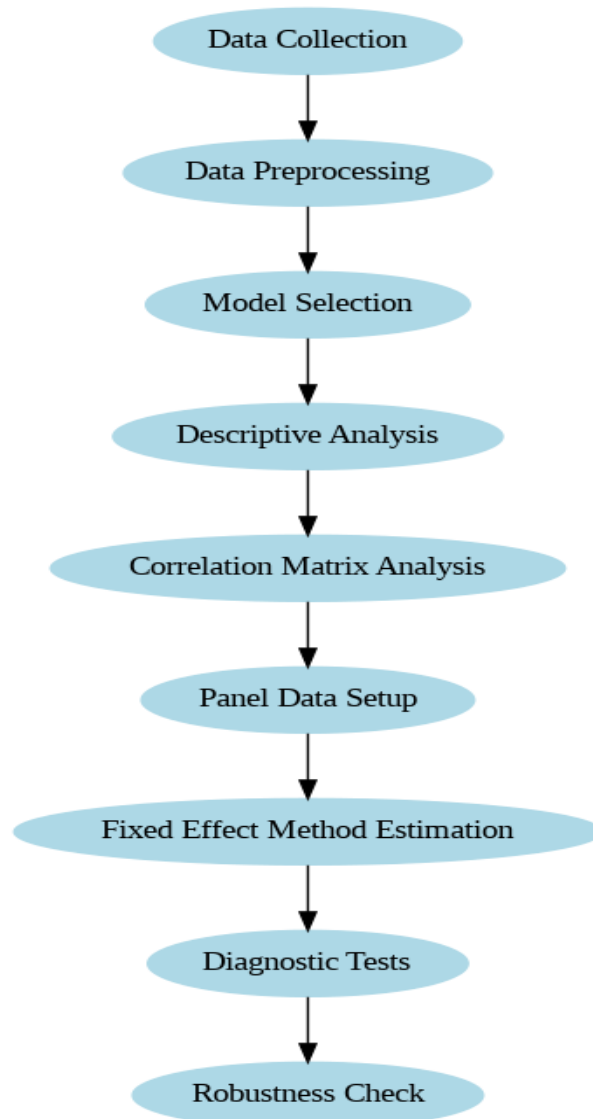 Data Collection
Data Preprocessing
Model Selection
Descriptive Analysis
Correlation Matrix Analysis
Panel Data Setup
Fixed Effect Method Estimation
Diagnostic Tests
Robustness Check